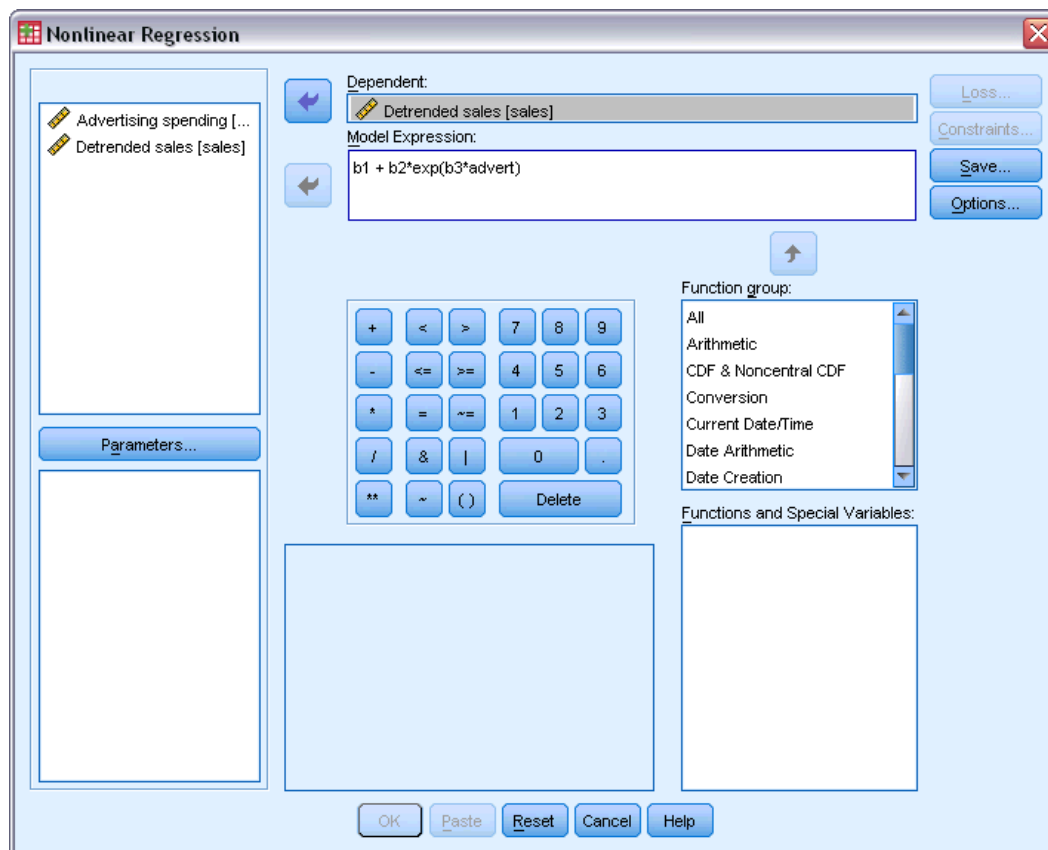 Nonlinear Regression
Advertising spending [...
Detrended sales [sales]
Parameters...
Dependent:
Detrended sales [sales]
Model Expression:
b1 + b2*exp(b3*advert)
Loss...
Constraints...
Save...
Options...
+ < > 7 8 9
- <= >= 4 5 6
* = ~= 1 2 3
/ & | 0 .
** ~ ( ) Delete
Function group:
All
Arithmetic
CDF & Noncentral CDF
Conversion
Current Date/Time
Date Arithmetic
Date Creation
Functions and Special Variables:
OK Paste Reset Cancel Help